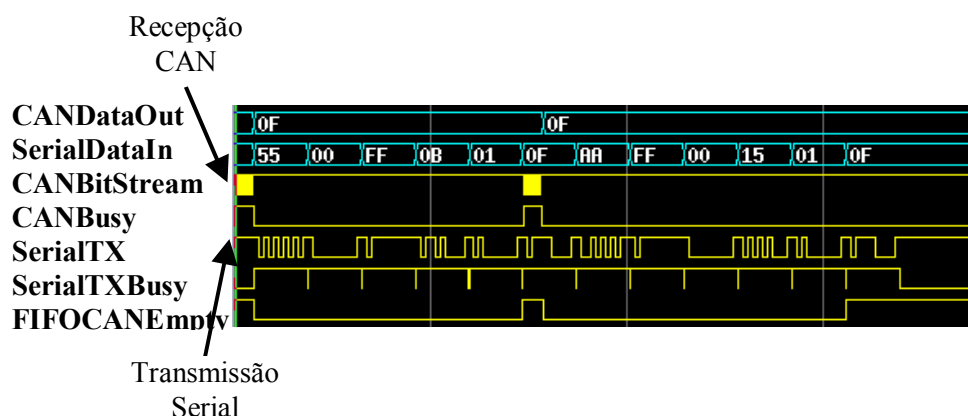 Recepção
CAN
CANDataOut 0F 0F
SerialDataIn 55 00 FF 0B 01 0F AA FF 00 15 01 0F
CANBitStream
CANBusy
SerialTX
SerialTXBusy
FIFOCANEmpty
Transmissão
Serial